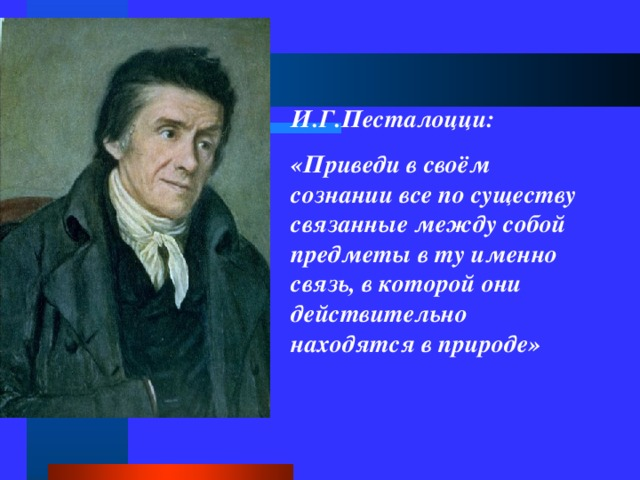 И.Г.Песталоцци:
«Приведи в своём
сознании все по существу
связанные между собой
предметы в ту именно
связь, в которой они
действительно
находятся в природе»